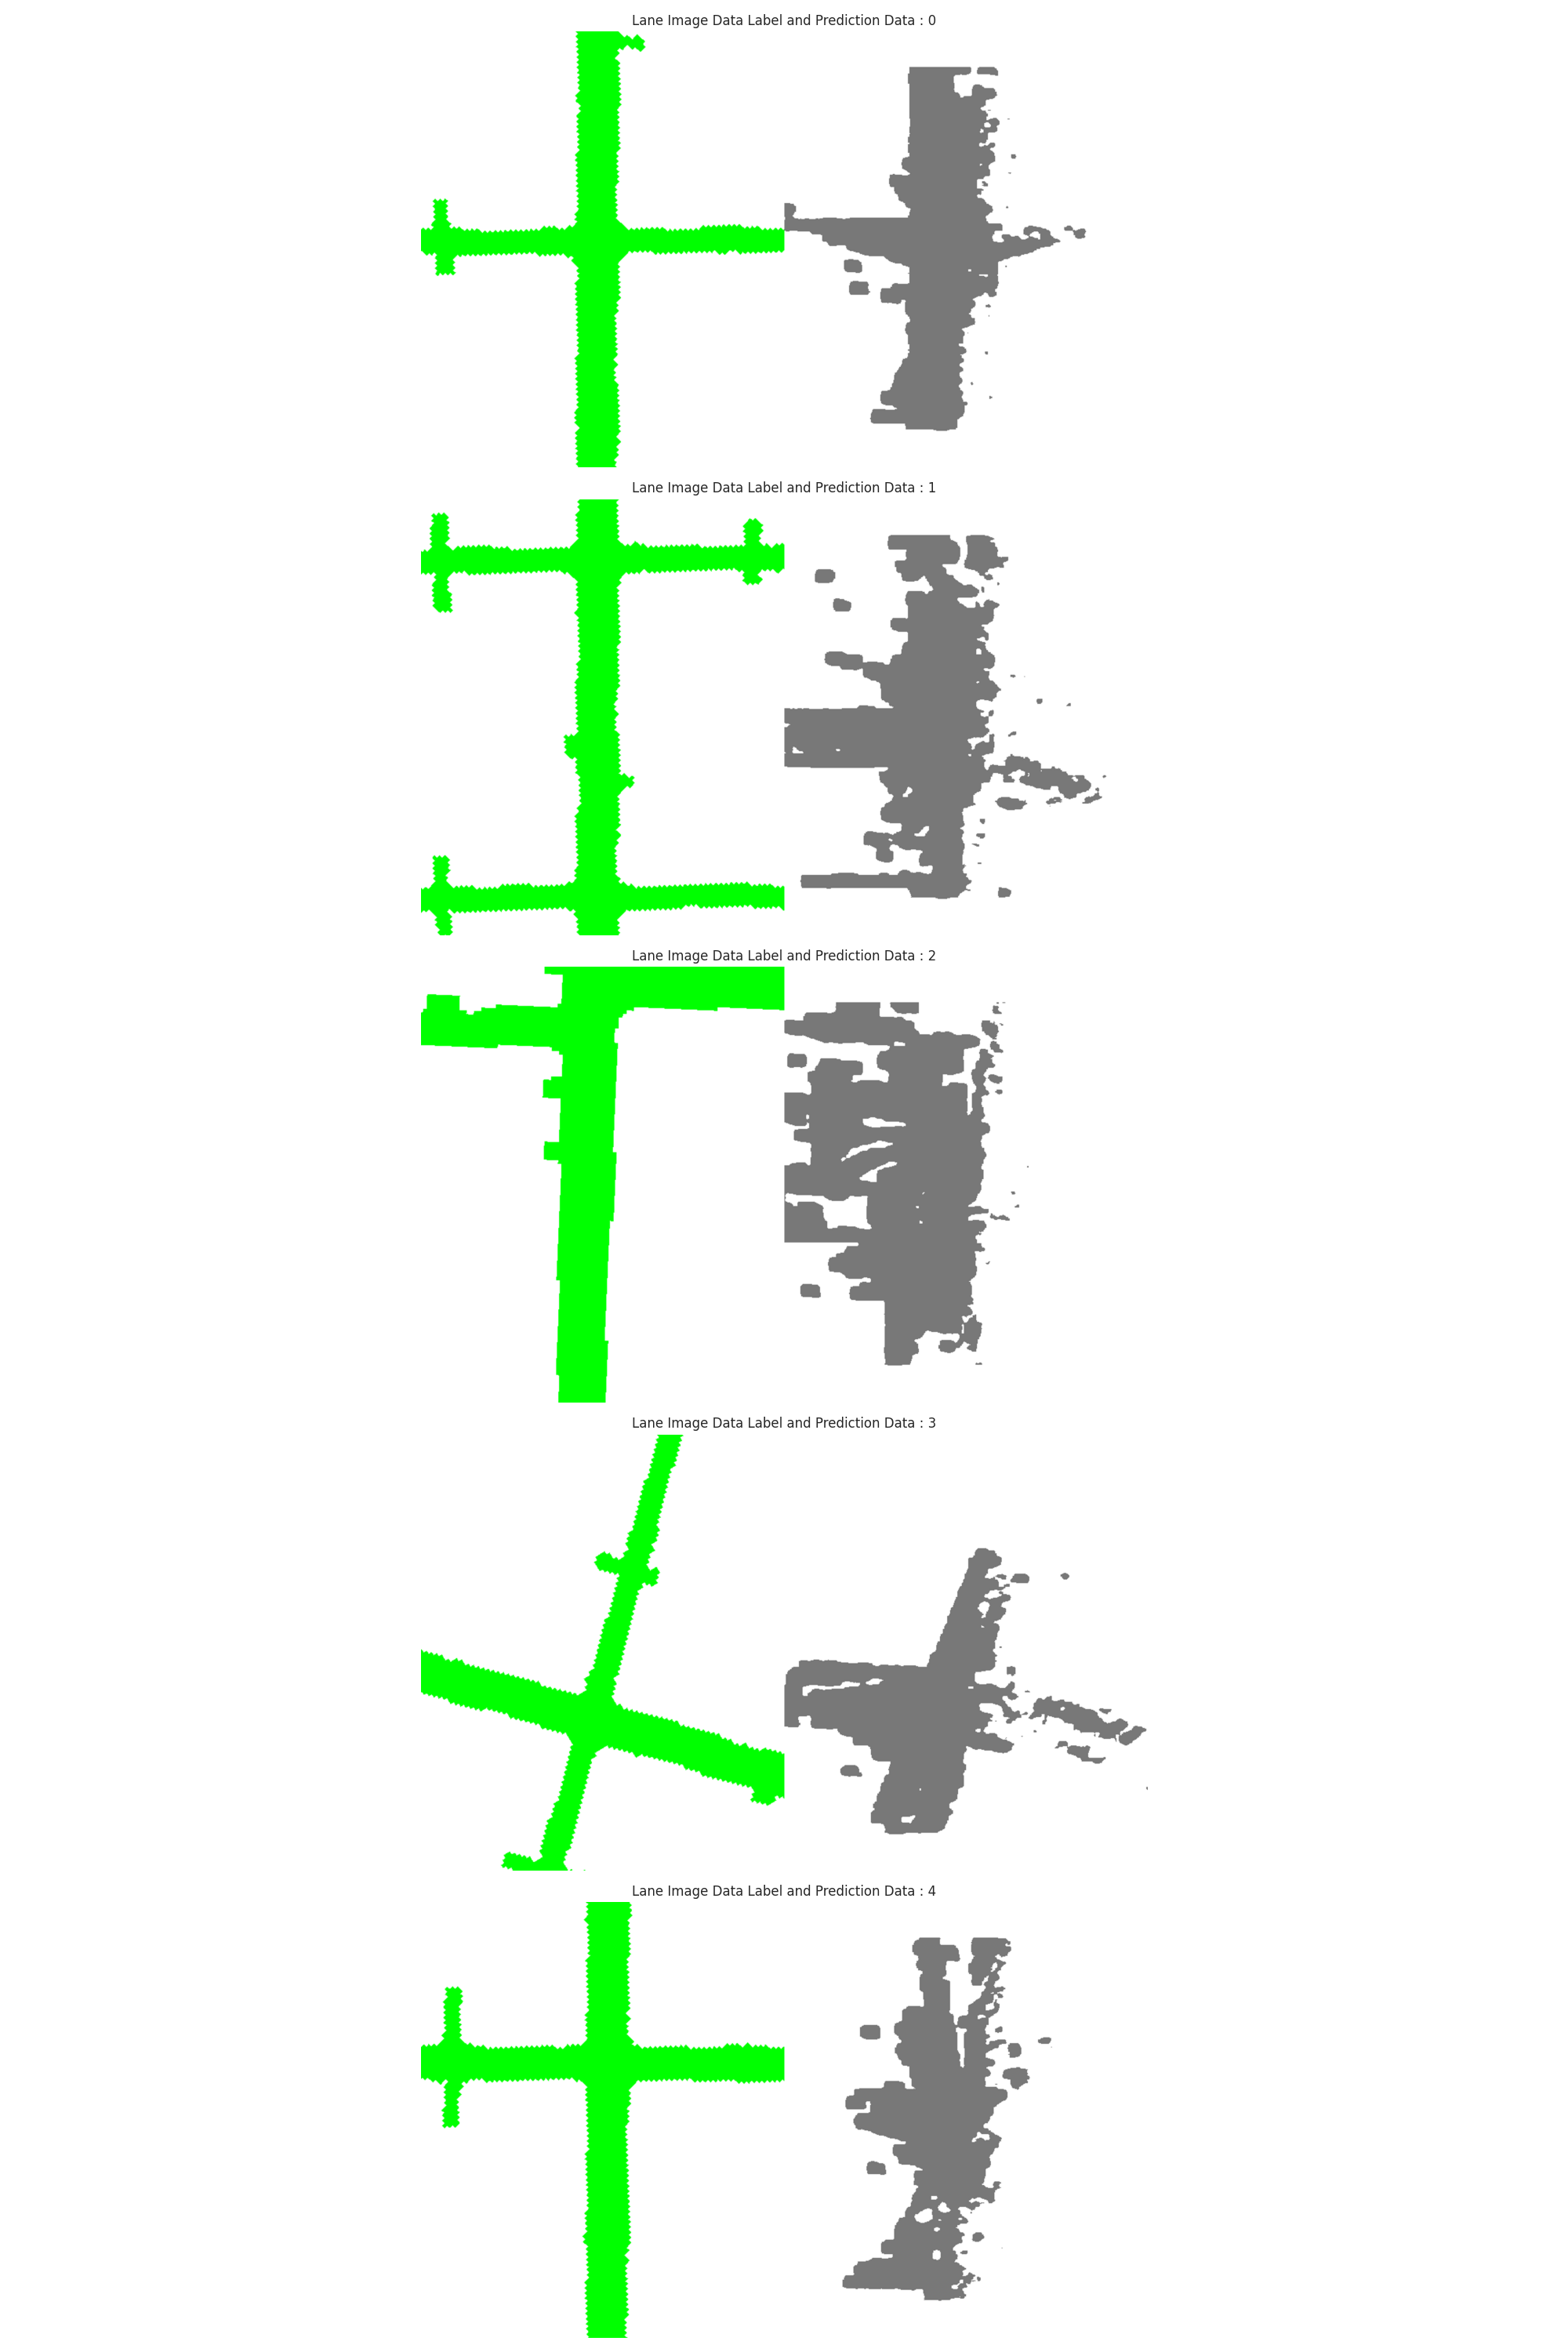 Lane Image Data Label and Prediction Data : 0
Lane Image Data Label and Prediction Data : 1
Lane Image Data Label and Prediction Data : 2
Lane Image Data Label and Prediction Data : 3
Lane Image Data Label and Prediction Data : 4